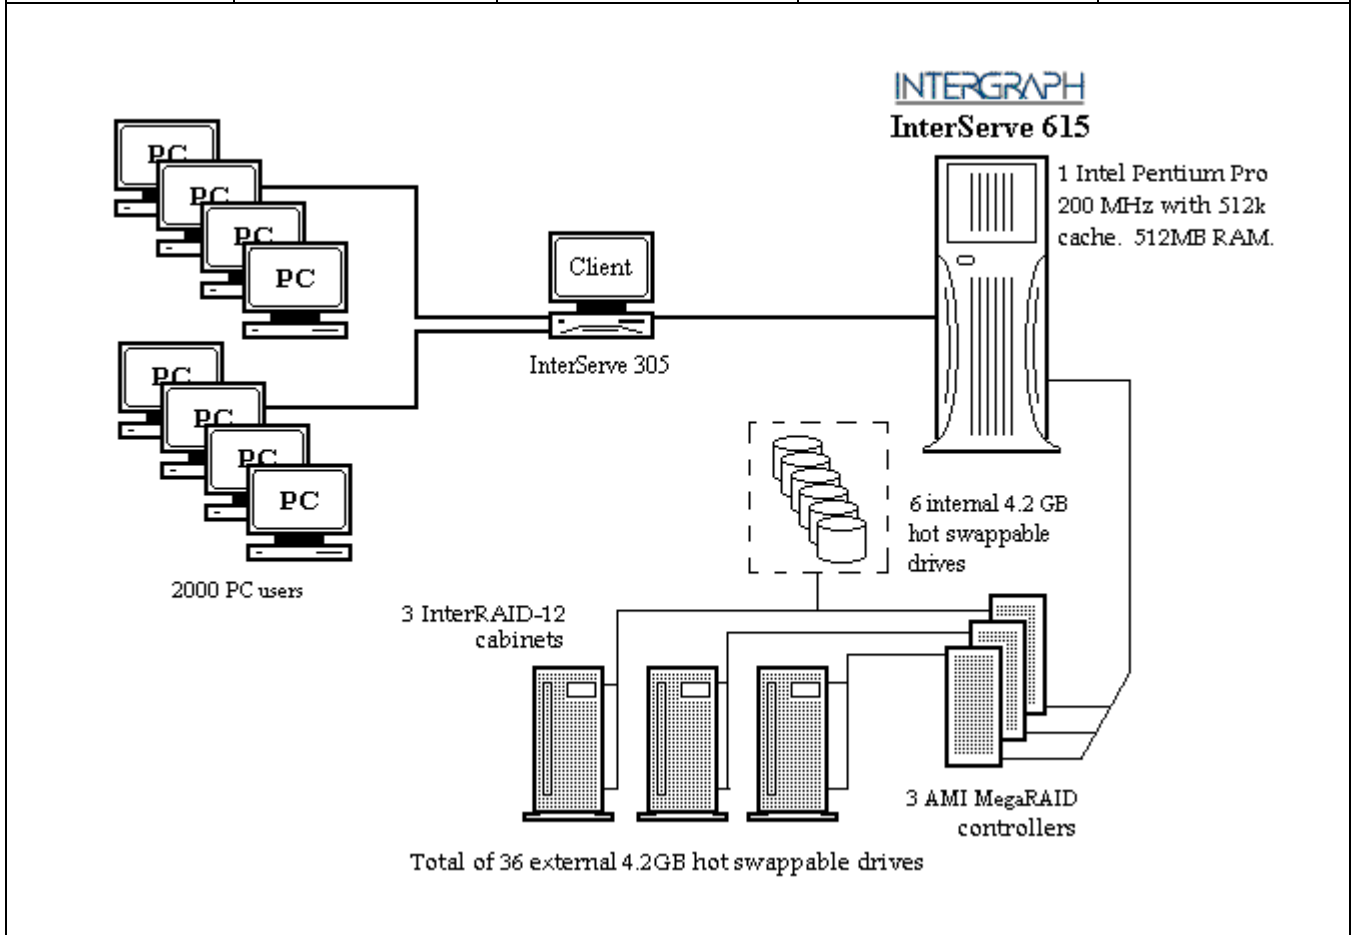 INTERGRAPH
InterServe 615
PC
PC
PC
PC
1 Intel Pentium Pro
200 MHz with 512k
cache. 512MB RAM.
Client
InterServe 305
PC
PC
PC
PC
2000 PC users
6 internal 4.2 GB
hot swappable
drives
3 InterRAID-12
cabinets
3 AMI MegaRAID
controllers
Total of 36 external 4.2GB hot swappable drives